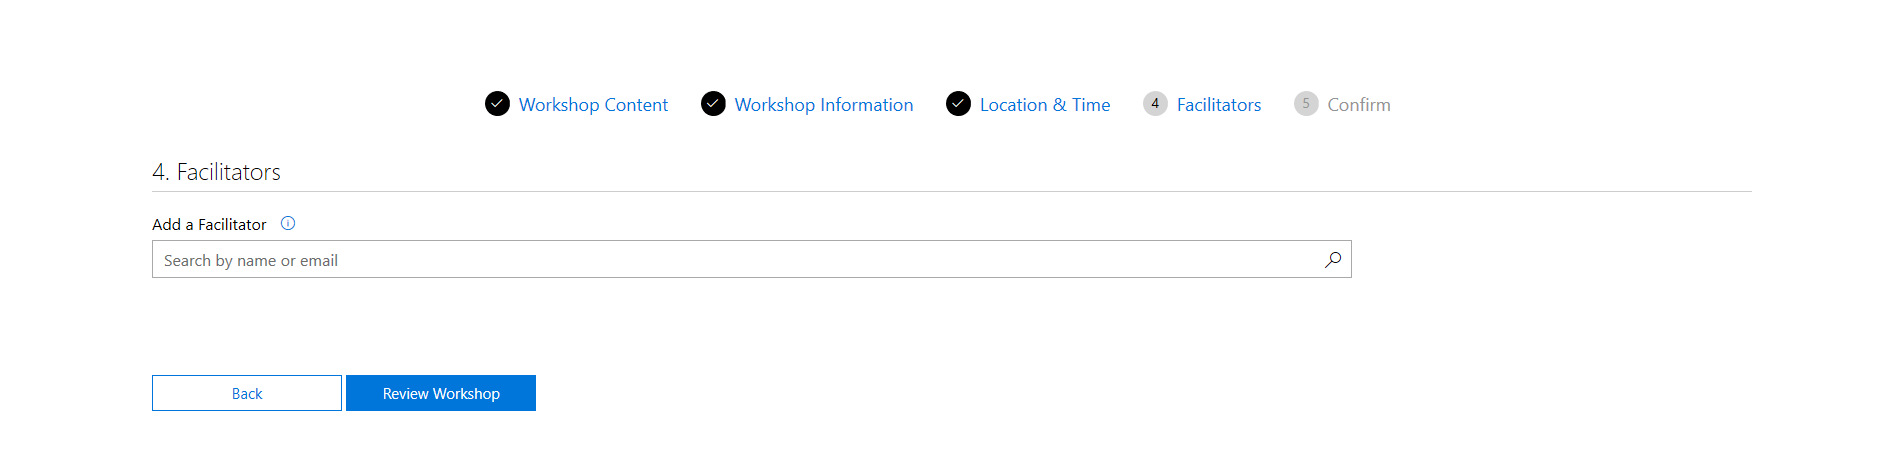 Workshop Content Workshop Information Location & Time 4 Facilitators 5 Confirm
4. Facilitators
Add a Facilitator
Search by name or email
Back Review Workshop